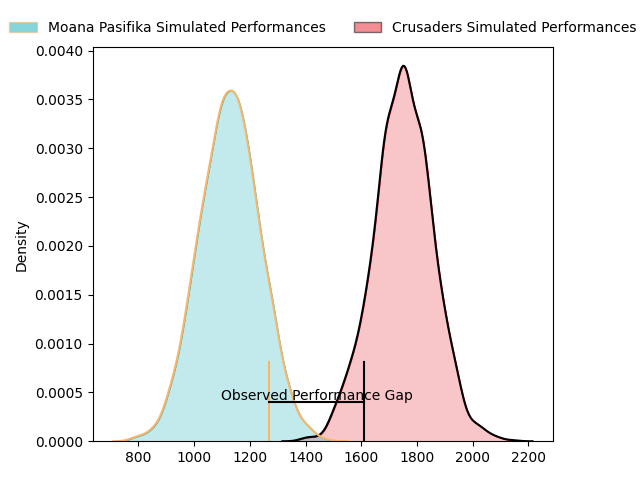 Moana Pasifika Simulated Performances Crusaders Simulated Performances
0.0040
0.0035
0.0030
0.0025
0.0020
0.0015
0.0010
0.0005
0.0000
Density
Observed Performance Gap
800 1000 1200 1400 1600 1800 2000 2200